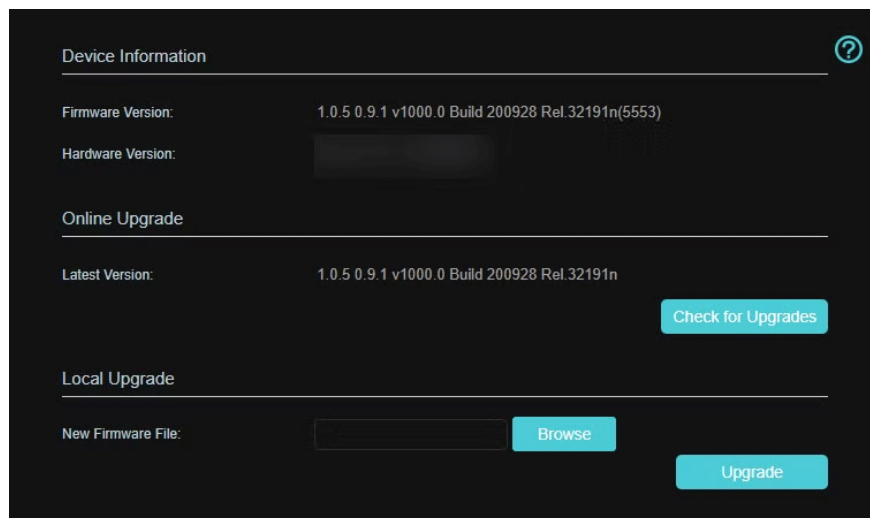 Device Information
?
Firmware Version: 1.0.5 0.9.1 v1000.0 Build 200928 Rel.32191n(5553)
Hardware Version:
Online Upgrade
Latest Version: 1.0.5 0.9.1 v1000.0 Build 200928 Rel.32191n
Check for Upgrades
Local Upgrade
New Firmware File: Browse
Upgrade